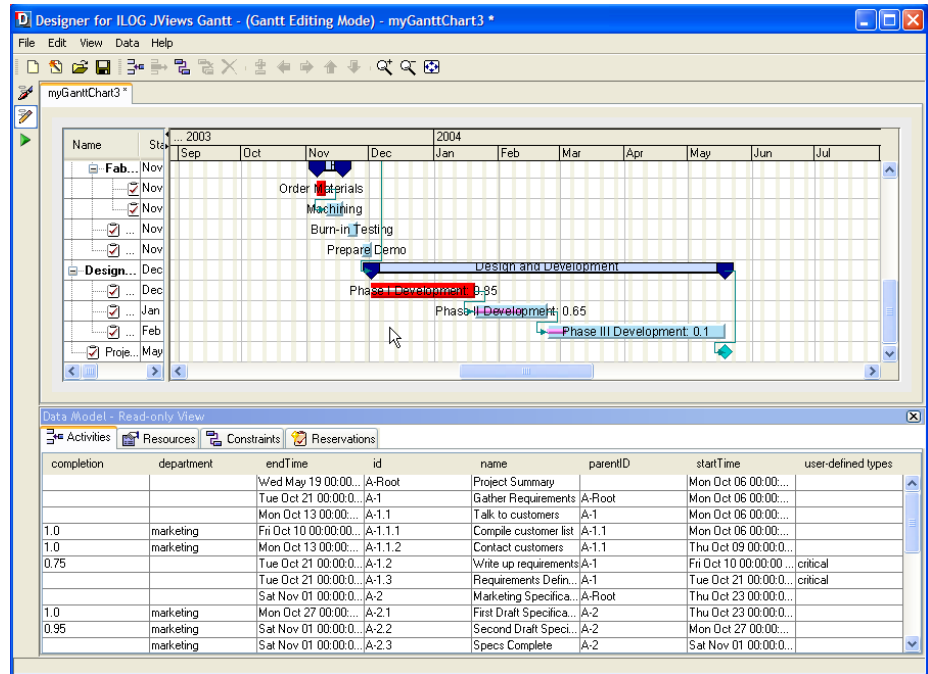 Designer for ILOG JViews Gantt - (Gantt Editing Mode) - myGanttChart3 *
File Edit View Data Help
myGanttChart3 *
Name Sta
... 2003 2004
Sep Oct Nov Dec Jan Feb Mar Apr May Jun Jul
Fab... Nov
Nov Order Materials
Nov Machining
... Nov Burn-in Testing
... Nov Prepare Demo
Design... Dec Design and Development
... Dec Phase I Development: 0.85
... Jan Phase II Development: 0.65
... Feb Phase III Development: 0.1
Proje... May
Data Model - Read-only View
Activities Resources Constraints Reservations
completion department endTime id name parentID startTime user-defined types
Wed May 19 00:00... A-Root Project Summary Mon Oct 06 00:00:...
Tue Oct 21 00:00:0... A-1 Gather Requirements A-Root Mon Oct 06 00:00:...
Mon Oct 13 00:00:... A-1.1 Talk to customers A-1 Mon Oct 06 00:00:...
1.0 marketing Fri Oct 10 00:00:00 ... A-1.1.1 Compile customer list A-1.1 Mon Oct 06 00:00:...
1.0 marketing Mon Oct 13 00:00:... A-1.1.2 Contact customers A-1.1 Thu Oct 09 00:00:0...
0.75 Tue Oct 21 00:00:0... A-1.2 Write up requirements A-1 Fri Oct 10 00:00:00 ... critical
Tue Oct 21 00:00:0... A-1.3 Requirements Defin... A-1 Tue Oct 21 00:00:0... critical
Sat Nov 01 00:00:0... A-2 Marketing Specifica... A-Root Thu Oct 23 00:00:0...
1.0 marketing Mon Oct 27 00:00:... A-2.1 First Draft Specifica... A-2 Thu Oct 23 00:00:0...
0.95 marketing Sat Nov 01 00:00:0... A-2.2 Second Draft Speci... A-2 Mon Oct 27 00:00:...
marketing Sat Nov 01 00:00:0... A-2.3 Specs Complete A-2 Sat Nov 01 00:00:0...